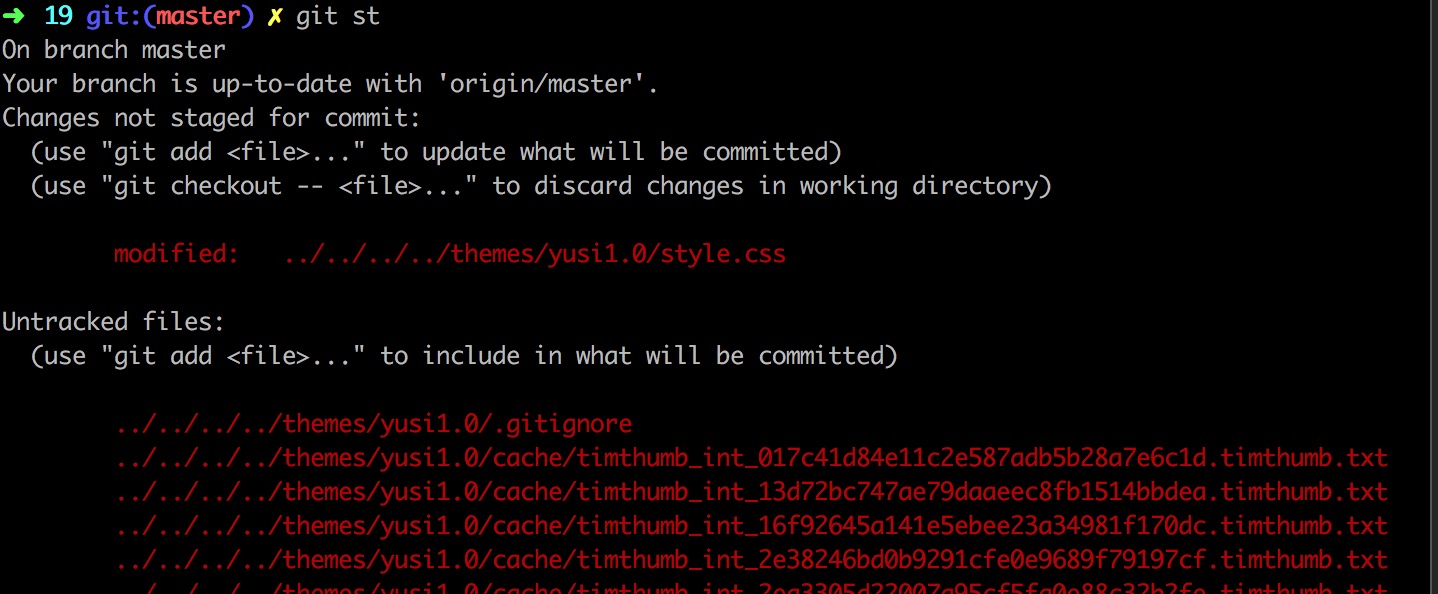 ➜ 19 git:(master) ✗ git st
On branch master
Your branch is up-to-date with 'origin/master'.
Changes not staged for commit:
(use "git add <file>..." to update what will be committed)
(use "git checkout -- <file>..." to discard changes in working directory)
modified: ../../../../themes/yusi1.0/style.css
Untracked files:
(use "git add <file>..." to include in what will be committed)
../../../../themes/yusi1.0/.gitignore
../../../../themes/yusi1.0/cache/timthumb_int_017c41d84e11c2e587adb5b28a7e6c1d.timthumb.txt
../../../../themes/yusi1.0/cache/timthumb_int_13d72bc747ae79daaeec8fb1514bbdea.timthumb.txt
../../../../themes/yusi1.0/cache/timthumb_int_16f92645a141e5ebee23a34981f170dc.timthumb.txt
../../../../themes/yusi1.0/cache/timthumb_int_2e38246bd0b9291cfe0e9689f79197cf.timthumb.txt